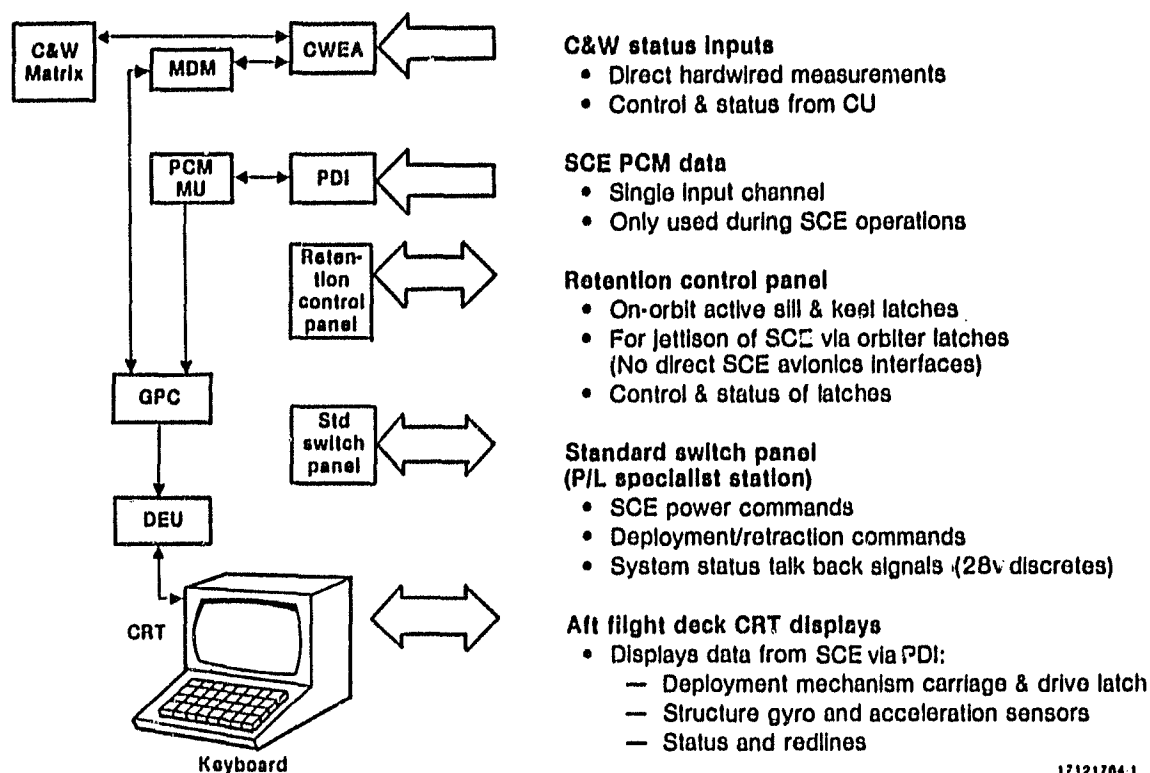 C&W
Matrix
MDM
CWEA
PCM
MU
PDI
Reten-
tion
control
panel
GPC
Std
switch
panel
DEU
CRT
Keyboard
C&W status inputs
• Direct hardwired measurements
• Control & status from CU
SCE PCM data
• Single input channel
• Only used during SCE operations
Retention control panel
• On-orbit active sill & keel latches
• For jettison of SCE via orbiter latches
(No direct SCE avionics interfaces)
• Control & status of latches
Standard switch panel
(P/L specialist station)
• SCE power commands
• Deployment/retraction commands
• System status talk back signals (28v discretes)
Aft flight deck CRT displays
• Displays data from SCE via PDI:
— Deployment mechanism carriage & drive latch
— Structure gyro and acceleration sensors
— Status and redlines
17121764-1